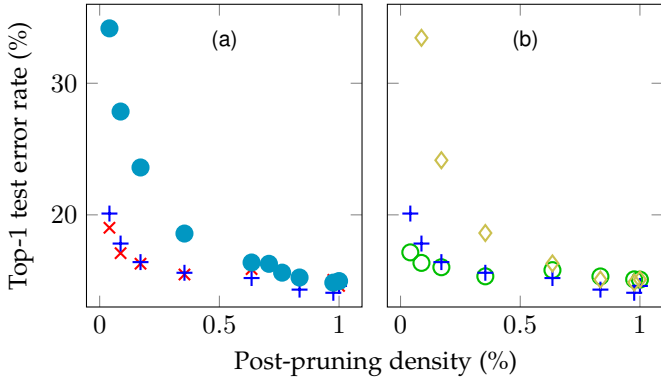 Top-1 test error rate (%)
(a)
(b)
30
20
0
0.5
1
0
0.5
1
Post-pruning density (%)